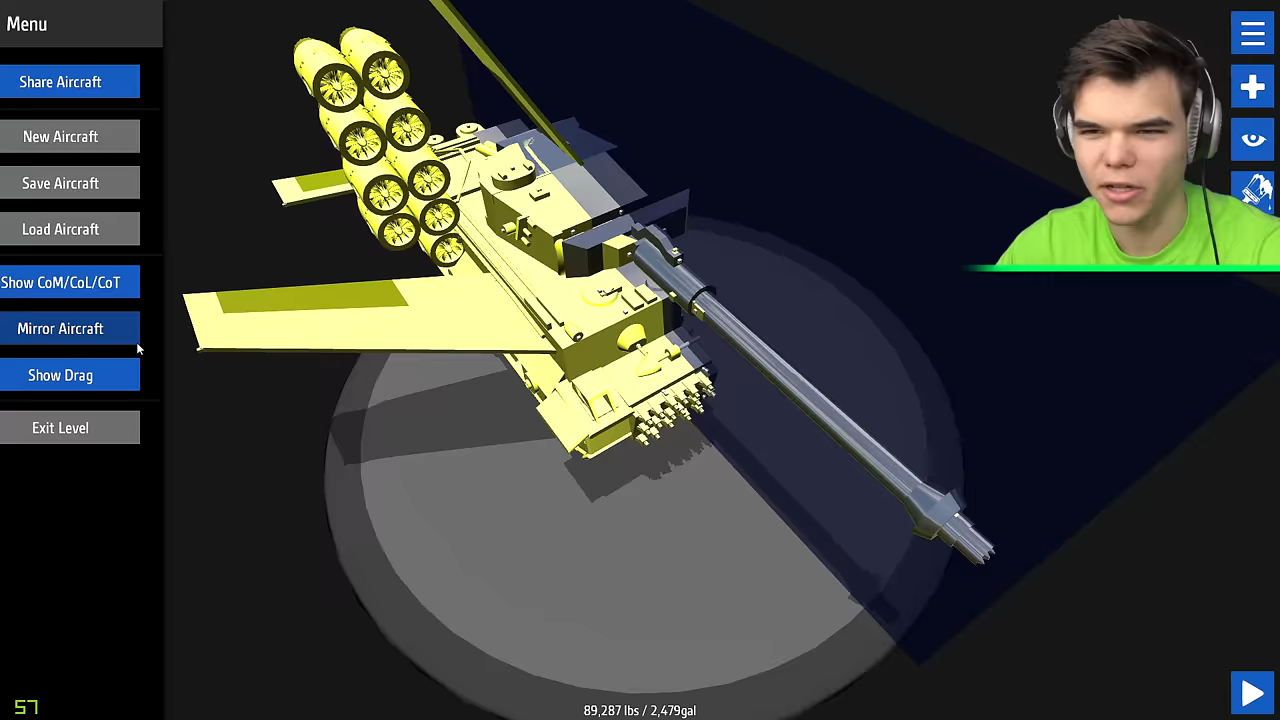 Menu
Share Aircraft
New Aircraft
Save Aircraft
Load Aircraft
Show CoM/CoL/CoT
Mirror Aircraft
Show Drag
Exit Level
57
89,287 lbs / 2,479gal